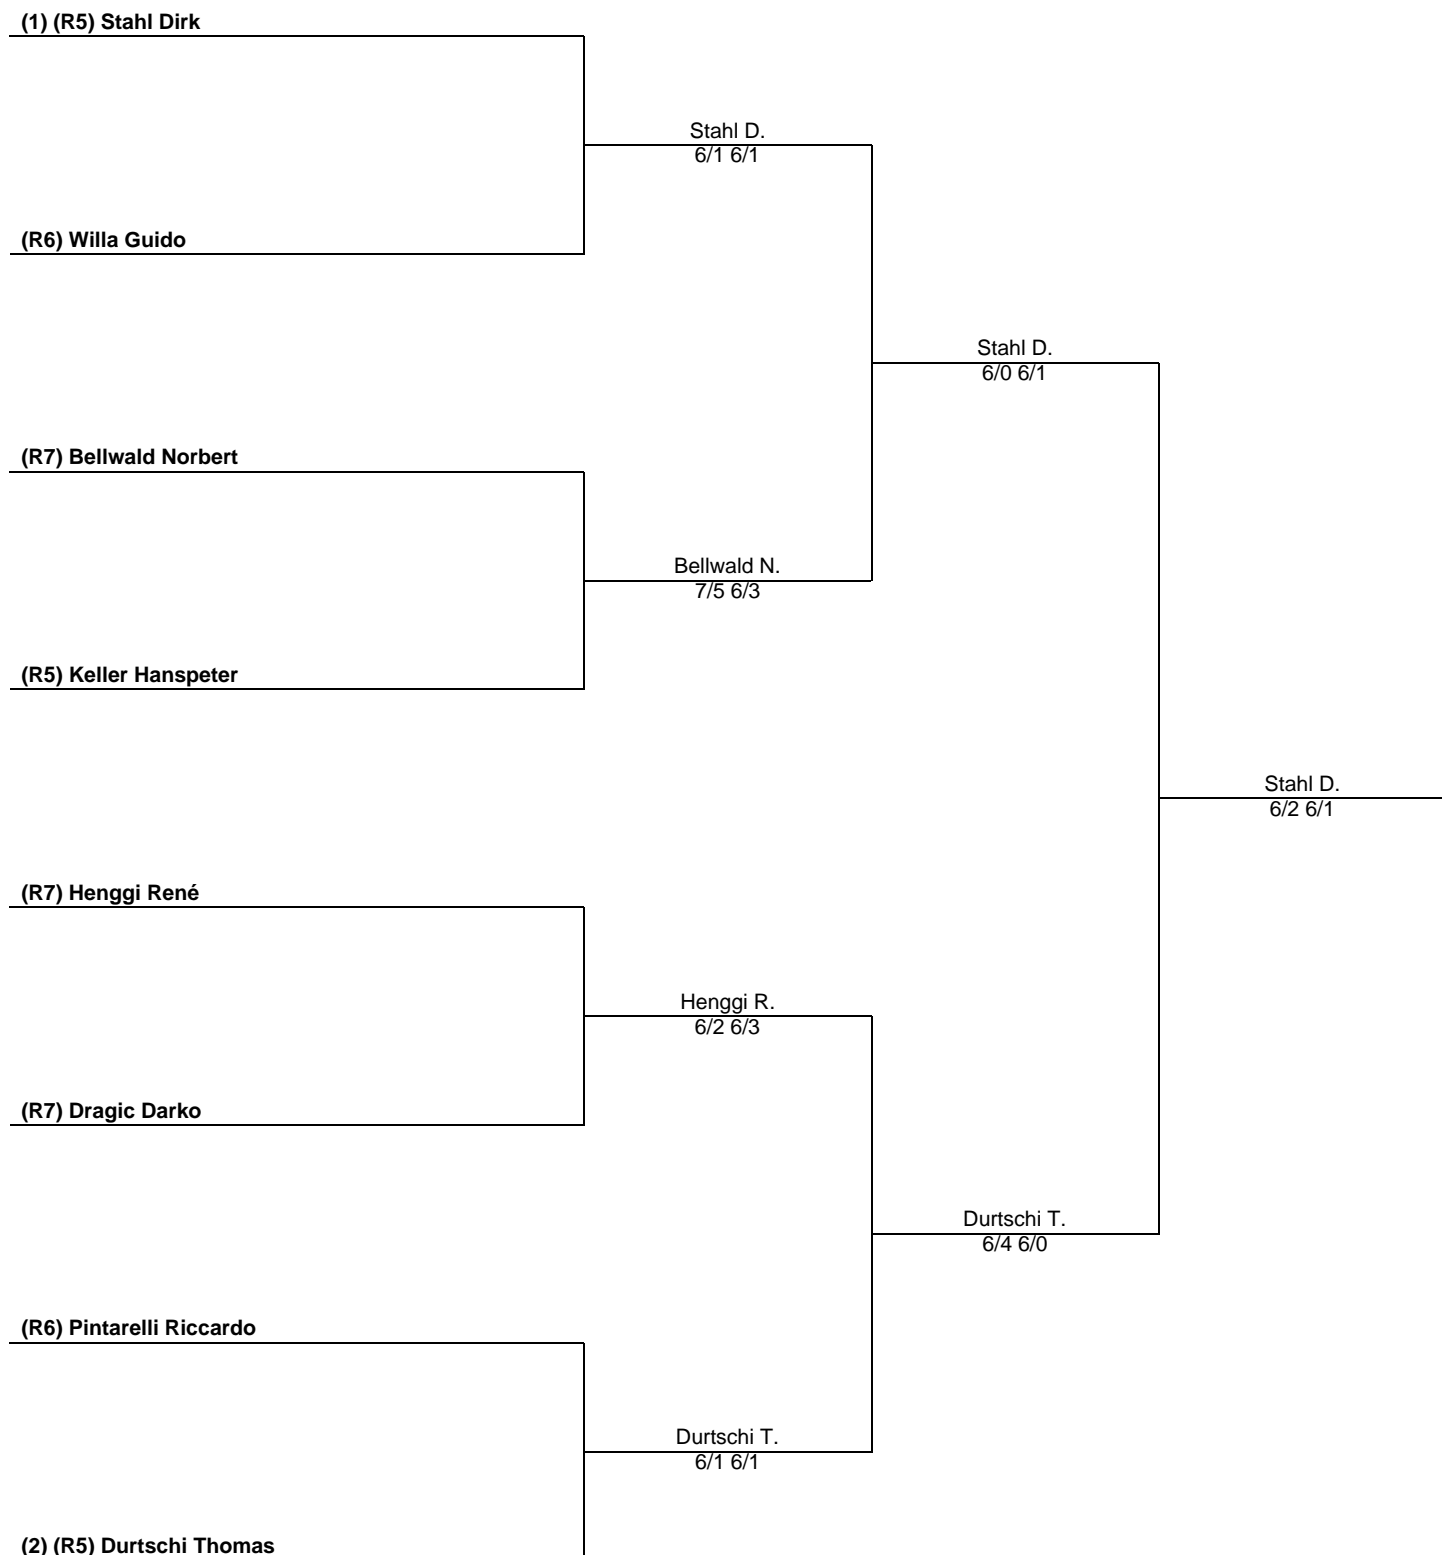 (1) (R5) Stahl Dirk
Stahl D.
6/1 6/1
(R6) Willa Guido
Stahl D.
6/0 6/1
(R7) Bellwald Norbert
Bellwald N.
7/5 6/3
(R5) Keller Hanspeter
Stahl D.
6/2 6/1
(R7) Henggi René
Henggi R.
6/2 6/3
(R7) Dragic Darko
Durtschi T.
6/4 6/0
(R6) Pintarelli Riccardo
Durtschi T.
6/1 6/1
(2) (R5) Durtschi Thomas